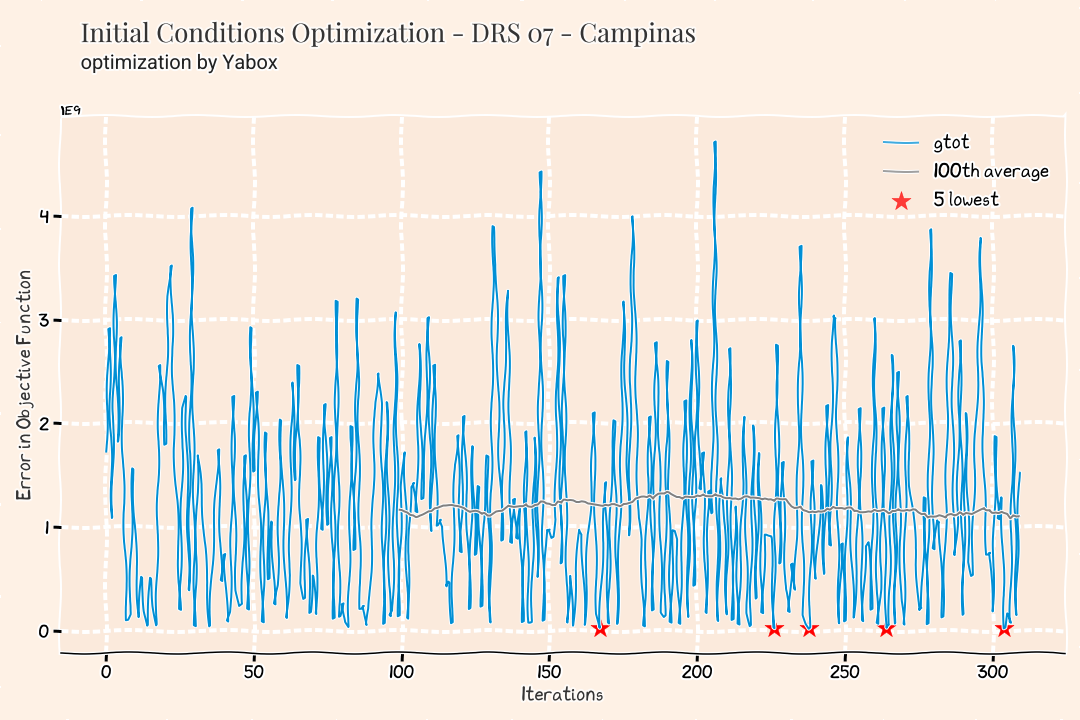 Initial Conditions Optimization - DRS 07 - Campinas
optimization by Yabox
1E9
gtot
100th average
5 lowest
Error in Objective Function
4
3
2
1
0
0 50 100 150 200 250 300
Iterations